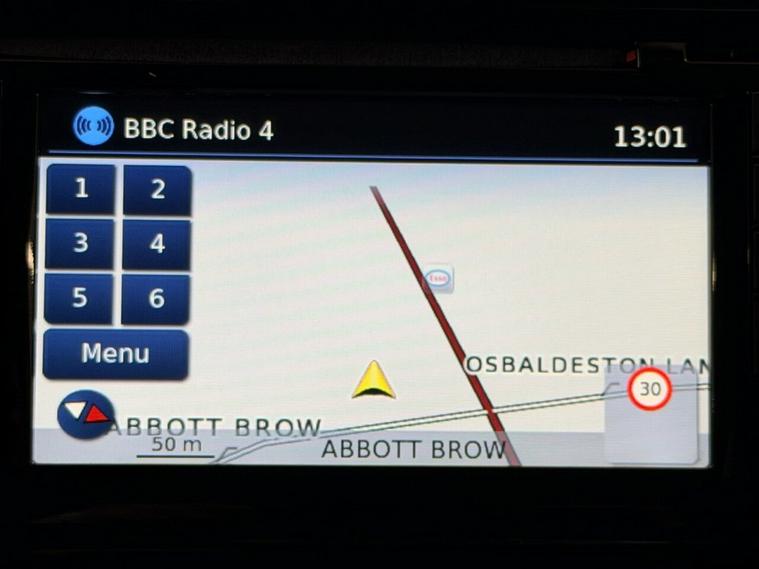 BBC Radio 4
13:01
1 2
3 4
5 6
Menu
Esso
OSBALDESTON LAN
30
ABBOTT BROW
50 m
ABBOTT BROW